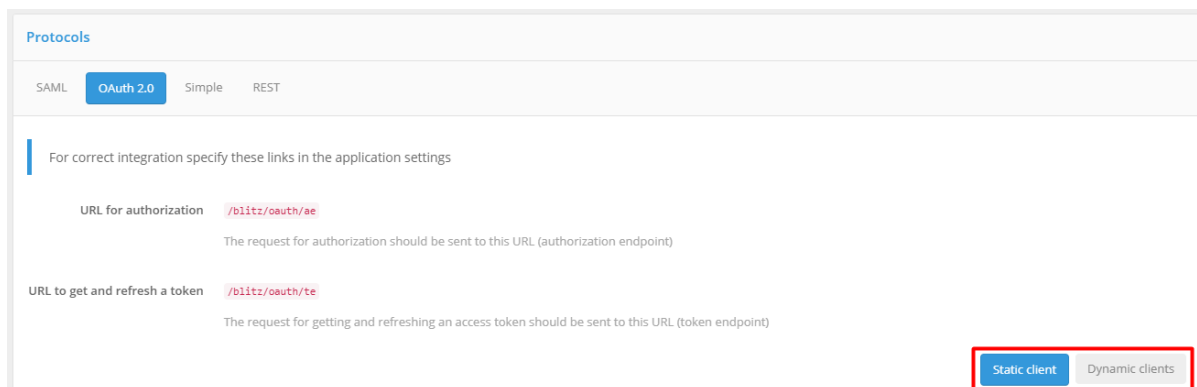 Protocols
SAML OAuth 2.0 Simple REST
For correct integration specify these links in the application settings
URL for authorization /blitz/oauth/ae
The request for authorization should be sent to this URL (authorization endpoint)
URL to get and refresh a token /blitz/oauth/te
The request for getting and refreshing an access token should be sent to this URL (token endpoint)
Static client Dynamic clients